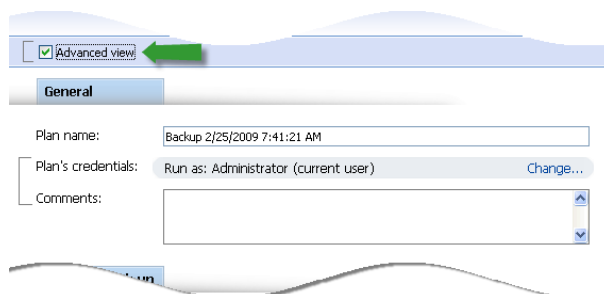 Advanced view
General
Plan name: Backup 2/25/2009 7:41:21 AM
Plan's credentials: Run as: Administrator (current user) Change...
Comments: